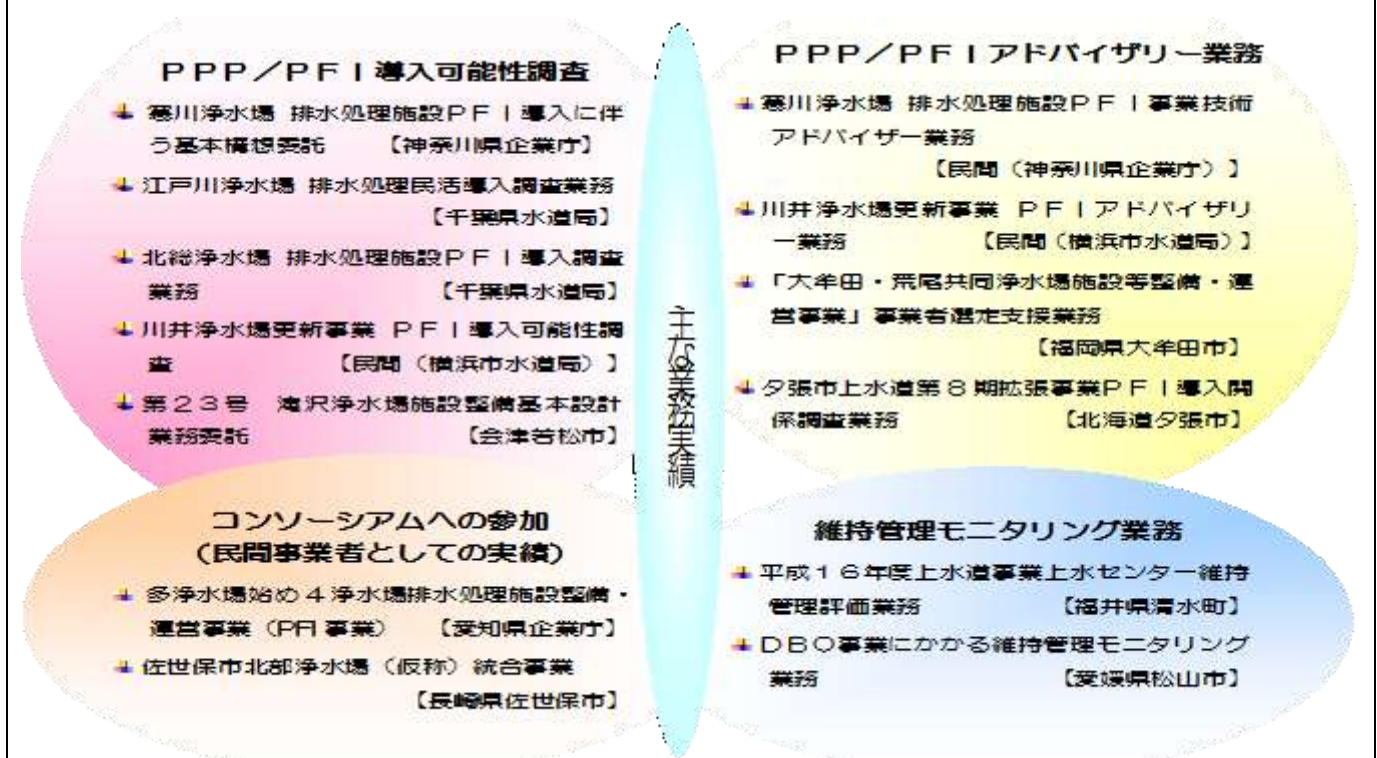 PPP/PFI導入可能性調査
寒川浄水場 排水処理施設PFI導入に伴
う基本構想委託 【神奈川県企業庁】
江戸川浄水場 排水処理民活導入調査業務
【千葉県水道局】
北総浄水場 排水処理施設PFI導入調査
業務 【千葉県水道局】
川井浄水場更新事業 PFI導入可能性調
査 【民間(横浜市水道局)】
第23号 滝沢浄水場施設整備基本設計
業務委託 【会津若松市】
コンソーシアムへの参加
(民間事業者としての実績)
多浄水場始め4浄水場排水処理施設整備・
運営事業(PFI事業) 【愛知県企業庁】
佐世保市北部浄水場(仮称)統合事業
【長崎県佐世保市】
主な業務実績
PPP/PFIアドバイザリー業務
寒川浄水場 排水処理施設PFI事業技術
アドバイザー業務
【民間(神奈川県企業庁)】
川井浄水場更新事業 PFIアドバイザリ
ー業務 【民間(横浜市水道局)】
「大牟田・荒尾共同浄水場施設等整備・運
営事業」事業者選定支援業務
【福岡県大牟田市】
夕張市上水道第8期拡張事業PFI導入関
係調査業務 【北海道夕張市】
維持管理モニタリング業務
平成16年度上水道事業上水センター維持
管理評価業務 【福井県清水町】
DBO事業にかかる維持管理モニタリング
業務 【愛媛県松山市】